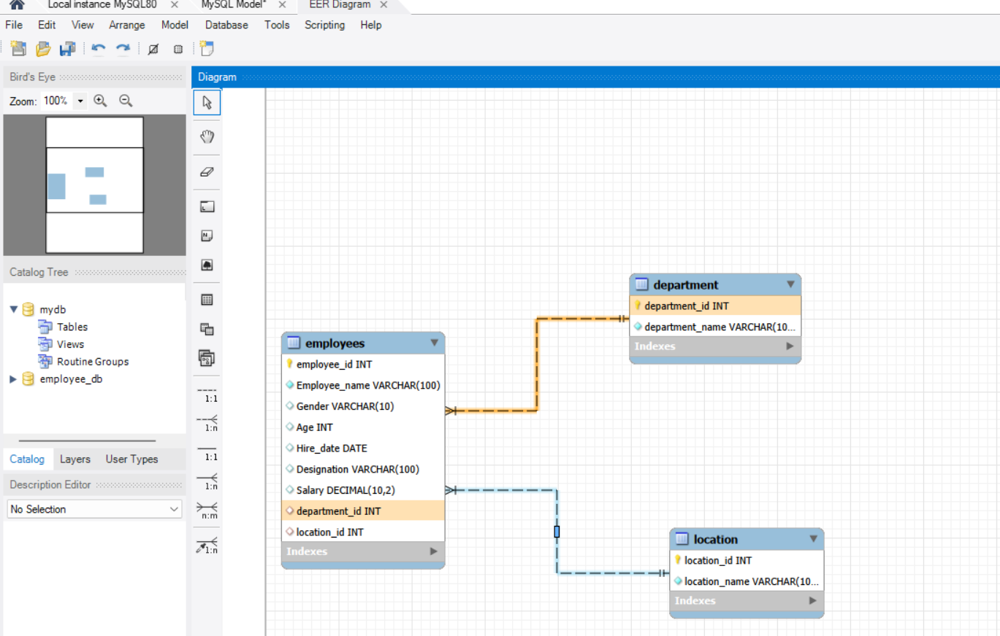 Local instance MySQL80 × MySQL Model* × EER Diagram ×
File Edit View Arrange Model Database Tools Scripting Help
Bird's Eye
Zoom: 100%
Catalog Tree
mydb
Tables
Views
Routine Groups
employee_db
Catalog Layers User Types
Description Editor
No Selection
Diagram
1:1
1:n
1:1
1:n
n:m
1:n
employees
employee_id INT
Employee_name VARCHAR(100)
Gender VARCHAR(10)
Age INT
Hire_date DATE
Designation VARCHAR(100)
Salary DECIMAL(10,2)
department_id INT
location_id INT
Indexes
department
department_id INT
department_name VARCHAR(10...
Indexes
location
location_id INT
location_name VARCHAR(10...
Indexes